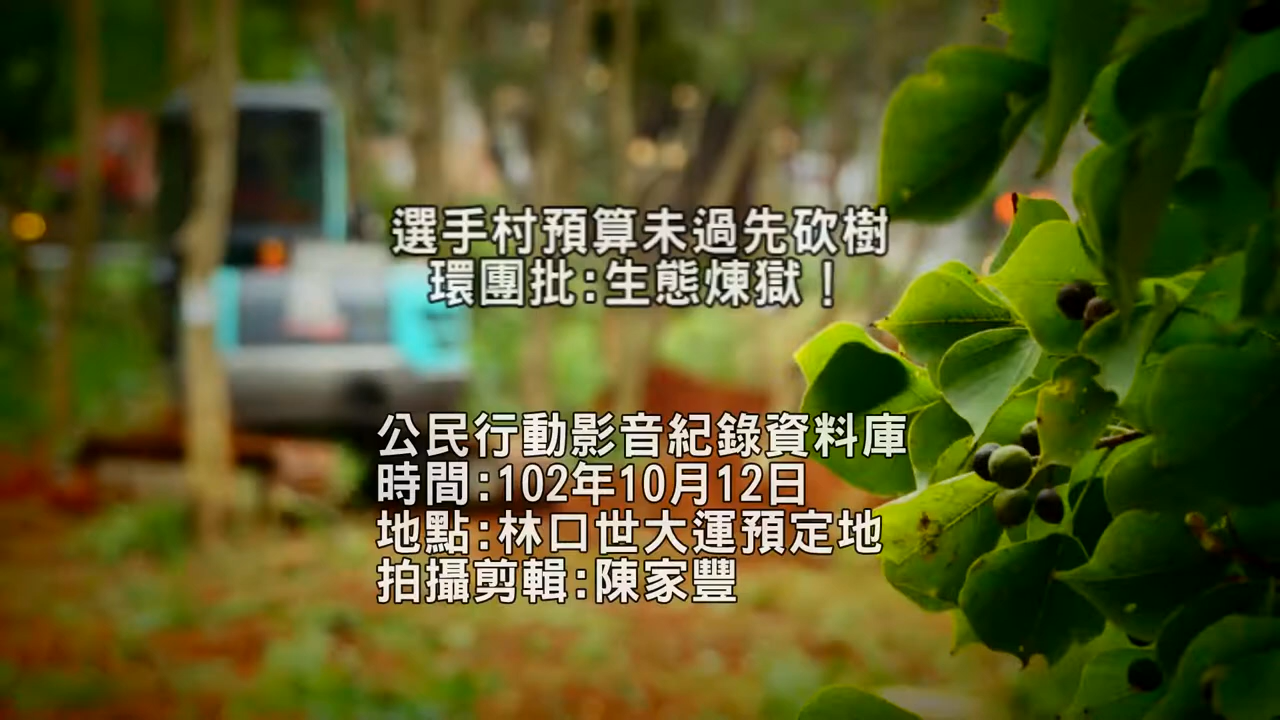 選手村預算未過先砍樹
環團批:生態煉獄！
公民行動影音紀錄資料庫
時間:102年10月12日
地點:林口世大運預定地
拍攝剪輯:陳家豐